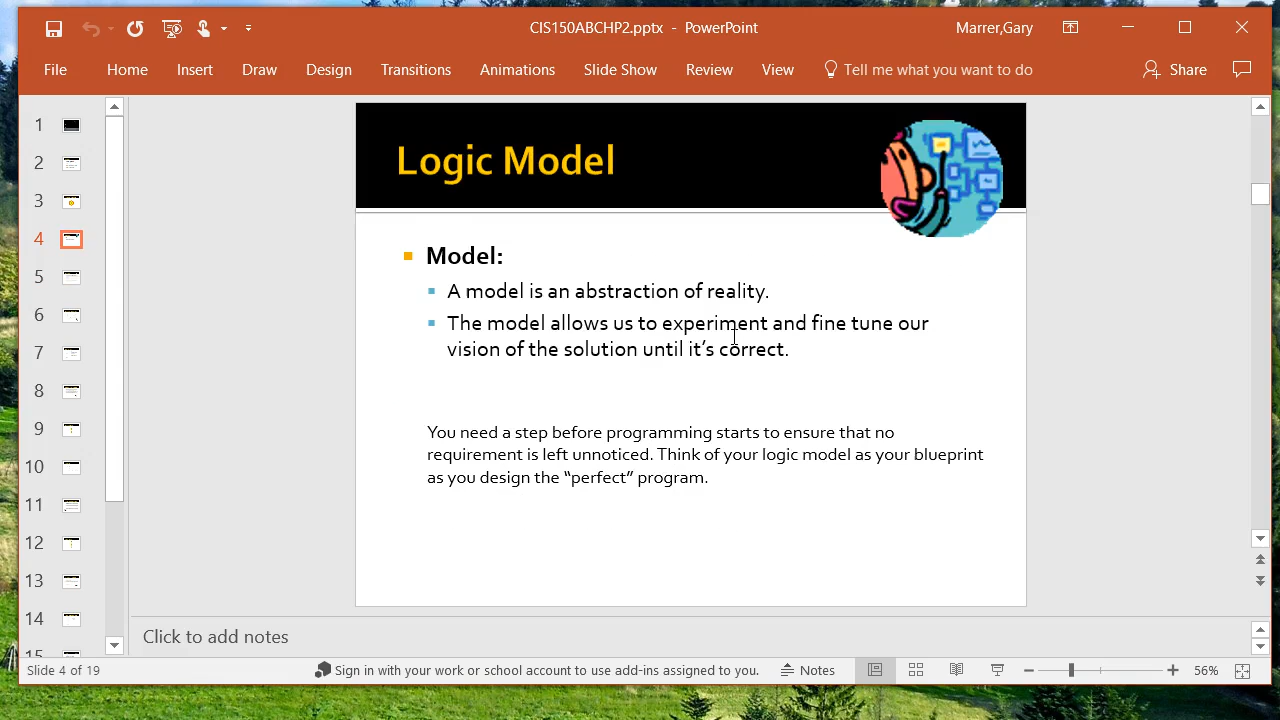 CIS150ABCHP2.pptx - PowerPoint
Marrer,Gary
File Home Insert Draw Design Transitions Animations Slide Show Review View Tell me what you want to do Share
1
2
3
4
5
6
7
8
9
10
11
12
13
14
15
Logic Model
Model:
A model is an abstraction of reality.
The model allows us to experiment and fine tune our
vision of the solution until it’s correct.
You need a step before programming starts to ensure that no
requirement is left unnoticed. Think of your logic model as your blueprint
as you design the “perfect” program.
Click to add notes
Slide 4 of 19 Sign in with your work or school account to use add-ins assigned to you. Notes 56%